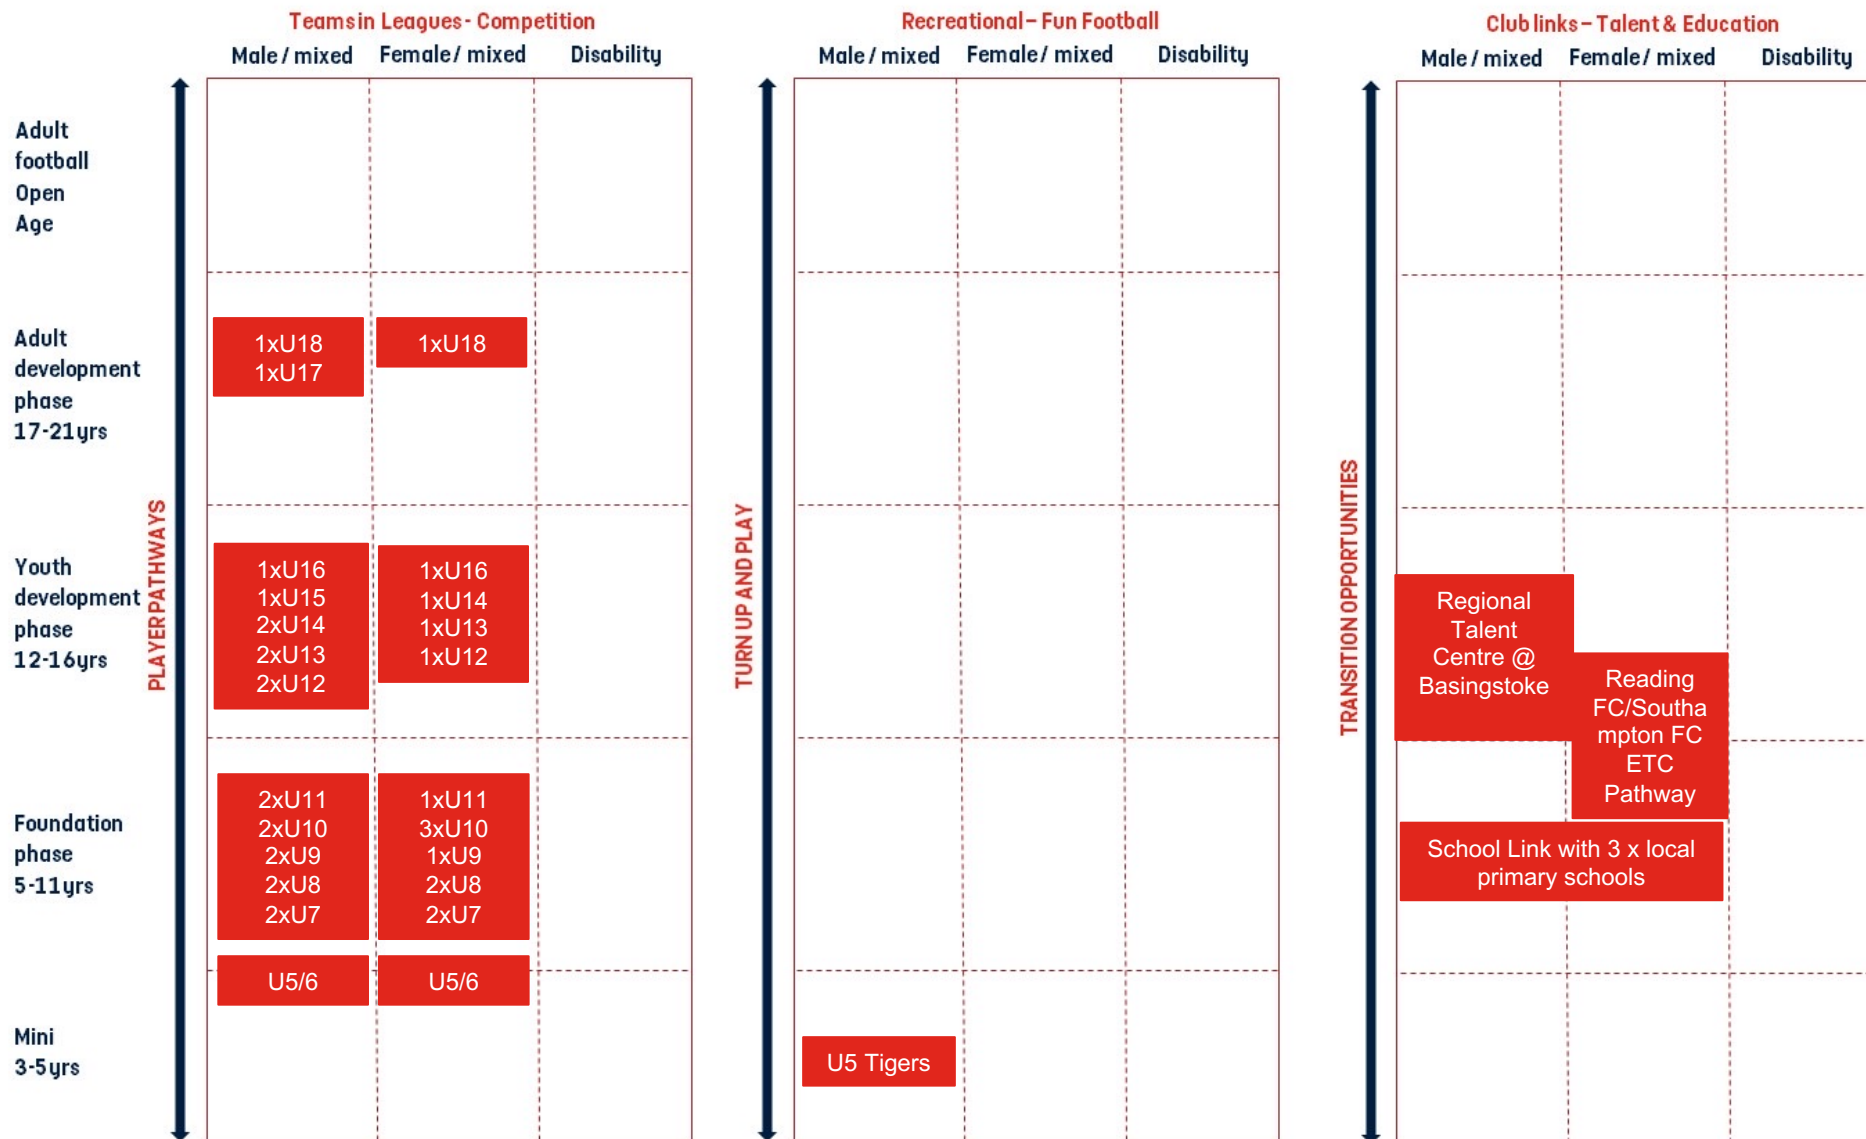 Teams in Leagues - Competition
Male / mixed
Female / mixed
Disability
Recreational – Fun Football
Male / mixed
Female / mixed
Disability
Club links – Talent & Education
Male / mixed
Female / mixed
Disability
Adult
football
Open
Age
Adult
development
phase
17-21yrs
Youth
development
phase
12-16yrs
Foundation
phase
5-11yrs
Mini
3-5yrs
PLAYER PATHWAYS
1xU18
1xU17
1xU18
1xU16
1xU15
2xU14
2xU13
2xU12
1xU16
1xU14
1xU13
1xU12
2xU11
2xU10
2xU9
2xU8
2xU7
1xU11
3xU10
1xU9
2xU8
2xU7
U5/6
U5/6
TURN UP AND PLAY
U5 Tigers
TRANSITION OPPORTUNITIES
Regional
Talent
Centre @
Basingstoke
Reading
FC/Southa
mpton FC
ETC
Pathway
School Link with 3 x local
primary schools